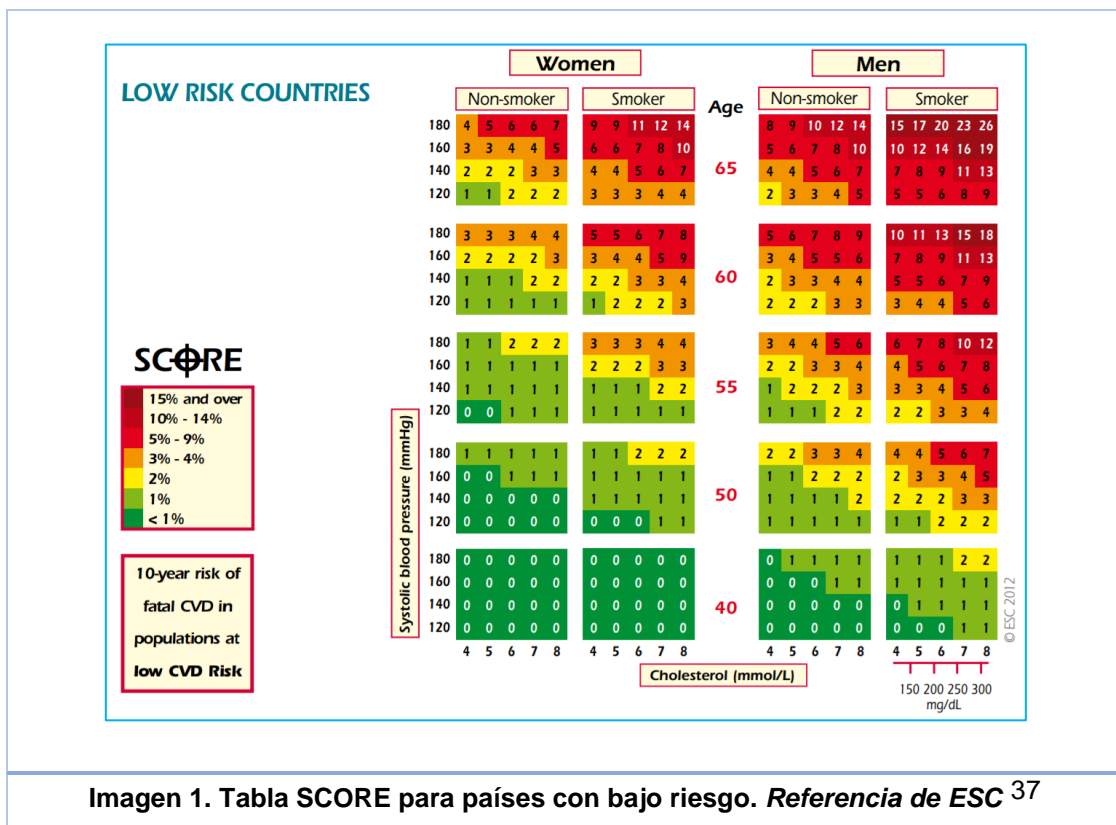 Women Men
LOW RISK COUNTRIES
Non-smoker Smoker Age Non-smoker Smoker
180 4 5 6 6 7 9 9 11 12 14 8 9 10 12 14 15 17 20 23 26
160 3 3 4 4 5 6 6 7 8 10 5 6 7 8 10 10 12 14 16 19
65
140 2 2 2 3 3 4 4 5 6 7 4 4 5 6 7 7 8 9 11 13
120 1 1 2 2 2 3 3 3 4 4 2 3 3 4 5 5 5 6 8 9
180 3 3 3 4 4 5 5 6 7 8 5 6 7 8 9 10 11 13 15 18
160 2 2 2 2 3 3 4 4 5 9 3 4 5 5 6 7 8 9 11 13
60
140 1 1 1 2 2 2 2 3 3 4 2 3 3 4 4 5 5 6 7 9
120 1 1 1 1 1 1 2 2 2 3 2 2 2 3 3 3 4 4 5 6
180 1 1 2 2 2 3 3 3 4 4 3 4 4 5 6 6 7 8 10 12
160 1 1 1 1 1 2 2 2 3 3 2 2 3 3 4 4 5 6 7 8
55
140 1 1 1 1 1 1 1 1 2 2 1 2 2 2 3 3 3 4 5 6
120 0 0 1 1 1 1 1 1 1 1 1 1 1 2 2 2 2 3 3 4
180 1 1 1 1 1 1 1 2 2 2 2 2 3 3 4 4 4 5 6 7
160 0 0 1 1 1 1 1 1 1 1 1 1 2 2 2 2 3 3 4 5
50
140 0 0 0 0 0 1 1 1 1 1 1 1 1 1 2 2 2 2 3 3
120 0 0 0 0 0 0 0 0 1 1 1 1 1 1 1 1 1 2 2 2
180 0 0 0 0 0 0 0 0 0 0 0 1 1 1 1 1 1 1 2 2
160 0 0 0 0 0 0 0 0 0 0 0 0 0 1 1 1 1 1 1 1
40
140 0 0 0 0 0 0 0 0 0 0 0 0 0 0 0 0 1 1 1 1
120 0 0 0 0 0 0 0 0 0 0 0 0 0 0 0 0 0 0 1 1
4 5 6 7 8 4 5 6 7 8 4 5 6 7 8 4 5 6 7 8
Cholesterol (mmol/L)
150 200 250 300
mg/dL
Systolic blood pressure (mmHg)
© ESC 2012
SCORE
15% and over
10% - 14%
5% - 9%
3% - 4%
2%
1%
< 1%
10-year risk of
fatal CVD in
populations at
low CVD Risk
Imagen 1. Tabla SCORE para países con bajo riesgo. Referencia de ESC 37